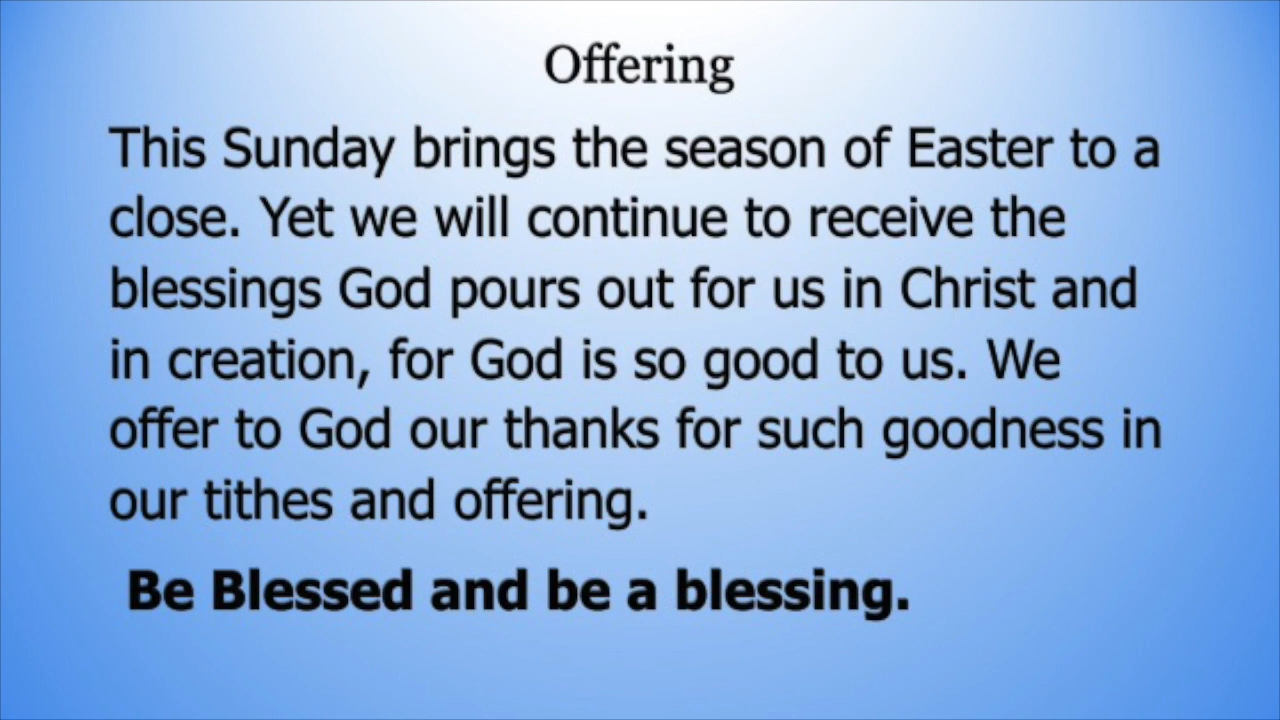 Offering
This Sunday brings the season of Easter to a
close. Yet we will continue to receive the
blessings God pours out for us in Christ and
in creation, for God is so good to us. We
offer to God our thanks for such goodness in
our tithes and offering.
Be Blessed and be a blessing.